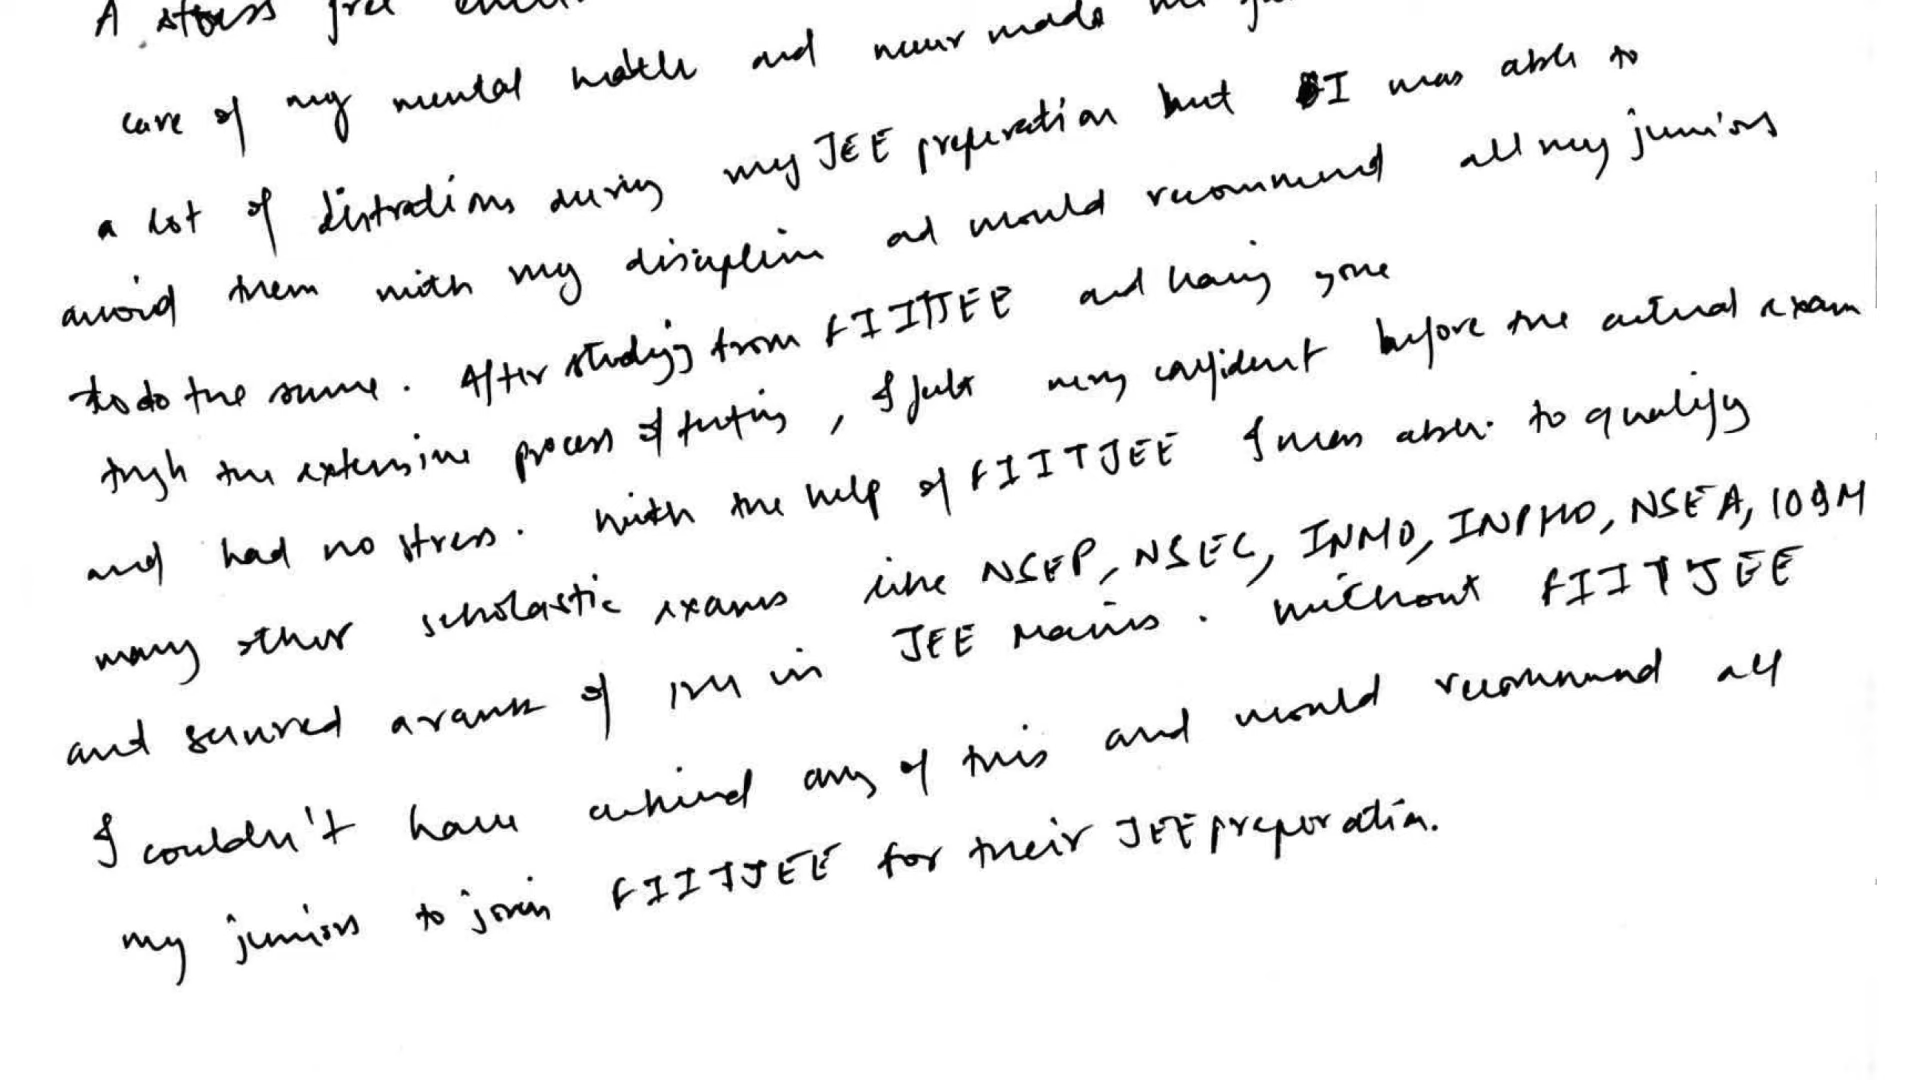 A stress free
care of my mental health and never made me
a lot of distractions during my JEE preparation but I was able to
avoid them with my discipline ad would recommend all my juniors
to do the same. After studying from FIITJEE and having gone
thrgh the extensive process of testing, I felt very confident before the actual exam
and had no stress. With the help of FIITJEE I was able to qualify
many other scholastic exams like NSEP, NSEC, INMO, INPHO, NSEA, IOQM
and secured a rank of in JEE Mains. Without FIITJEE
I couldn't have achieved any of this and would recommend all
my juniors to join FIITJEE for their JEE preparation.